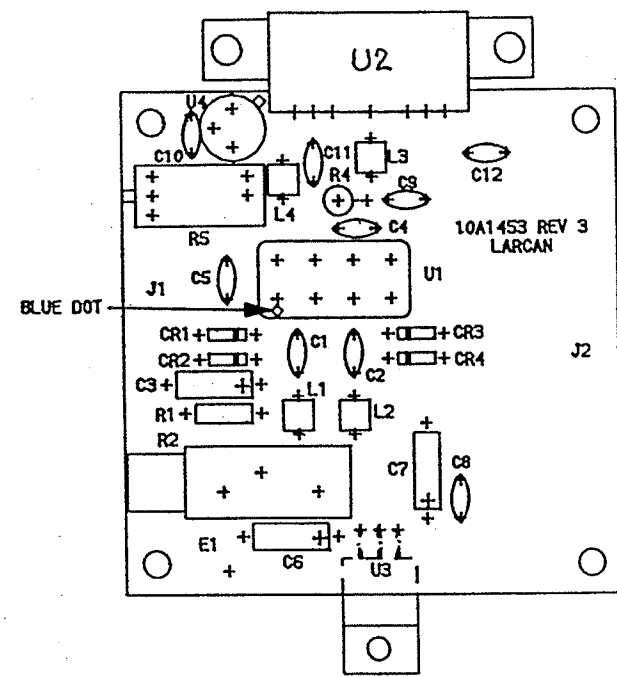 U2
U4
C10
C11
L3
R4
C9
C12
L4
R5
C4
10A1453 REV 3
LARCAN
C5
U1
J1
BLUE DOT
CR1
C1
CR3
CR2
C2
CR4
J2
C3
L1
R1
L2
R2
C7
C8
E1
C6
U3